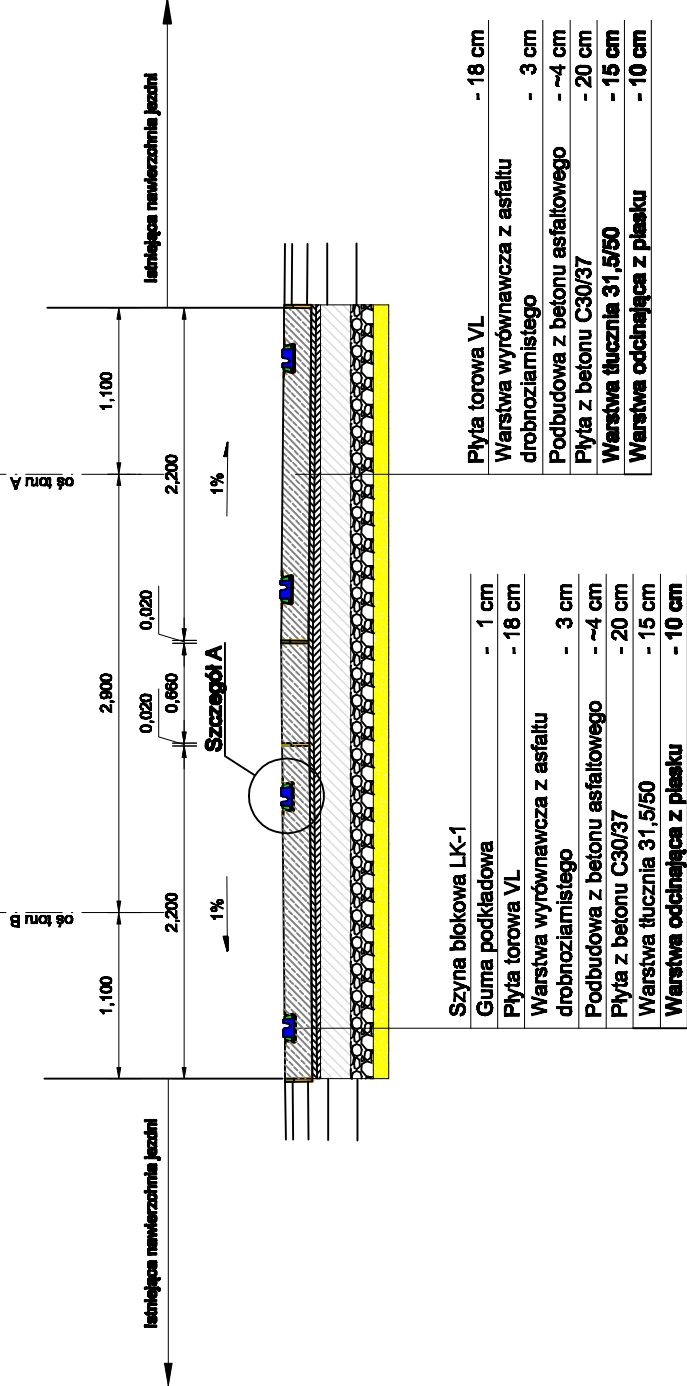 Istniejąca nawierzchnia jezdni
Istniejąca nawierzchnia jezdni
oś toru B
oś toru A
1,100
2,900
1,100
0,020
0,020
2,200
0,660
2,200
1%
1%
Szczegół A
Szyna blokowa LK-1
Guma podkładowa - 1 cm
Płyta torowa VL - 18 cm
Warstwa wyrównawcza z asfaltu
drobnoziarnistego - 3 cm
Podbudowa z betonu asfaltowego - ~4 cm
Płyta z betonu C30/37 - 20 cm
Warstwa tłucznia 31,5/50 - 15 cm
Warstwa odcinająca z piasku - 10 cm
Płyta torowa VL - 18 cm
Warstwa wyrównawcza z asfaltu
drobnoziarnistego - 3 cm
Podbudowa z betonu asfaltowego - ~4 cm
Płyta z betonu C30/37 - 20 cm
Warstwa tłucznia 31,5/50 - 15 cm
Warstwa odcinająca z piasku - 10 cm